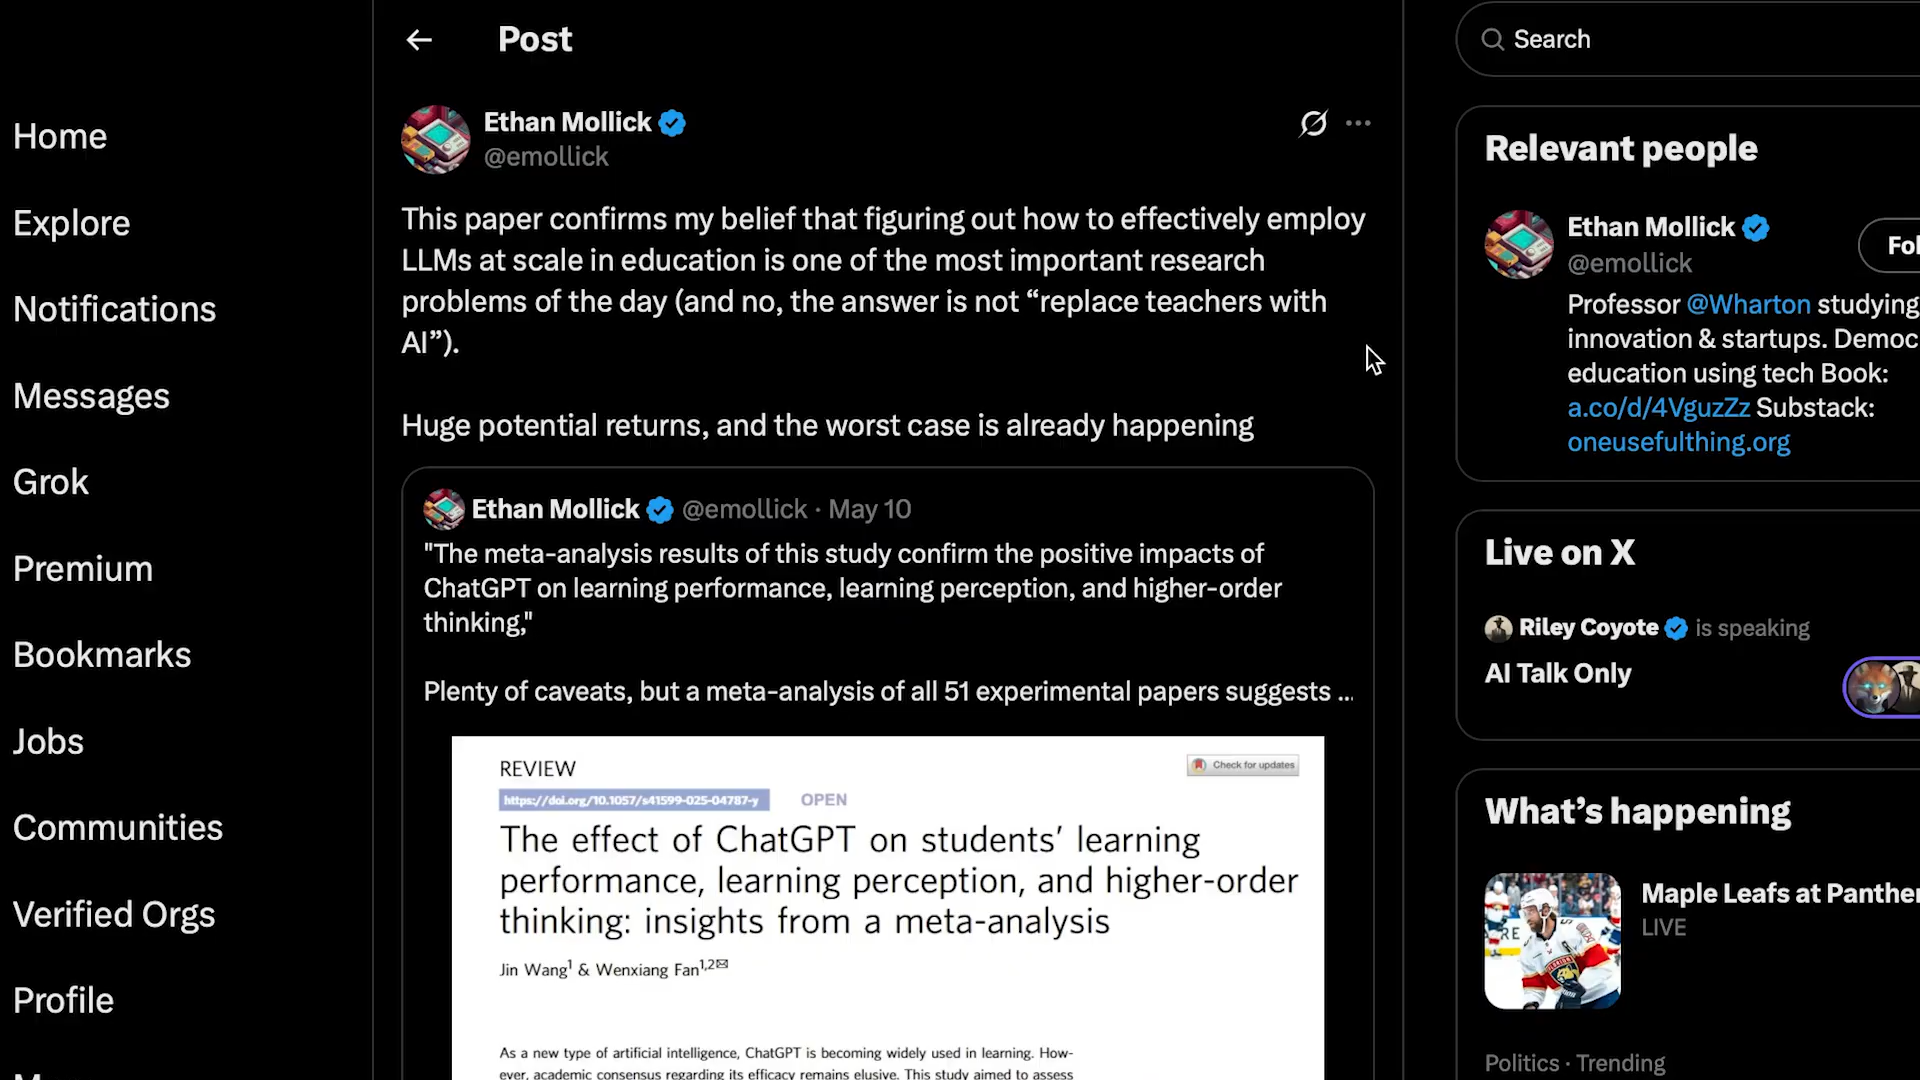 Home
Explore
Notifications
Messages
Grok
Premium
Bookmarks
Jobs
Communities
Verified Orgs
Profile
Post
Ethan Mollick
@emollick
This paper confirms my belief that figuring out how to effectively employ
LLMs at scale in education is one of the most important research
problems of the day (and no, the answer is not “replace teachers with
AI”).
Huge potential returns, and the worst case is already happening
Ethan Mollick @emollick · May 10
"The meta-analysis results of this study confirm the positive impacts of
ChatGPT on learning performance, learning perception, and higher-order
thinking,"
Plenty of caveats, but a meta-analysis of all 51 experimental papers suggests ...
REVIEW
Check for updates
https://doi.org/10.1057/s41599-025-04787-y OPEN
The effect of ChatGPT on students’ learning
performance, learning perception, and higher-order
thinking: insights from a meta-analysis
Jin Wang1 & Wenxiang Fan1,2✉
As a new type of artificial intelligence, ChatGPT is becoming widely used in learning. How-
ever, academic consensus regarding its efficacy remains elusive. This study aimed to assess
Search
Relevant people
Ethan Mollick
@emollick
Fol
Professor @Wharton studying
innovation & startups. Democ
education using tech Book:
a.co/d/4VguzZz Substack:
oneusefulthing.org
Live on X
Riley Coyote is speaking
AI Talk Only
What’s happening
Maple Leafs at Panther
LIVE
Politics · Trending